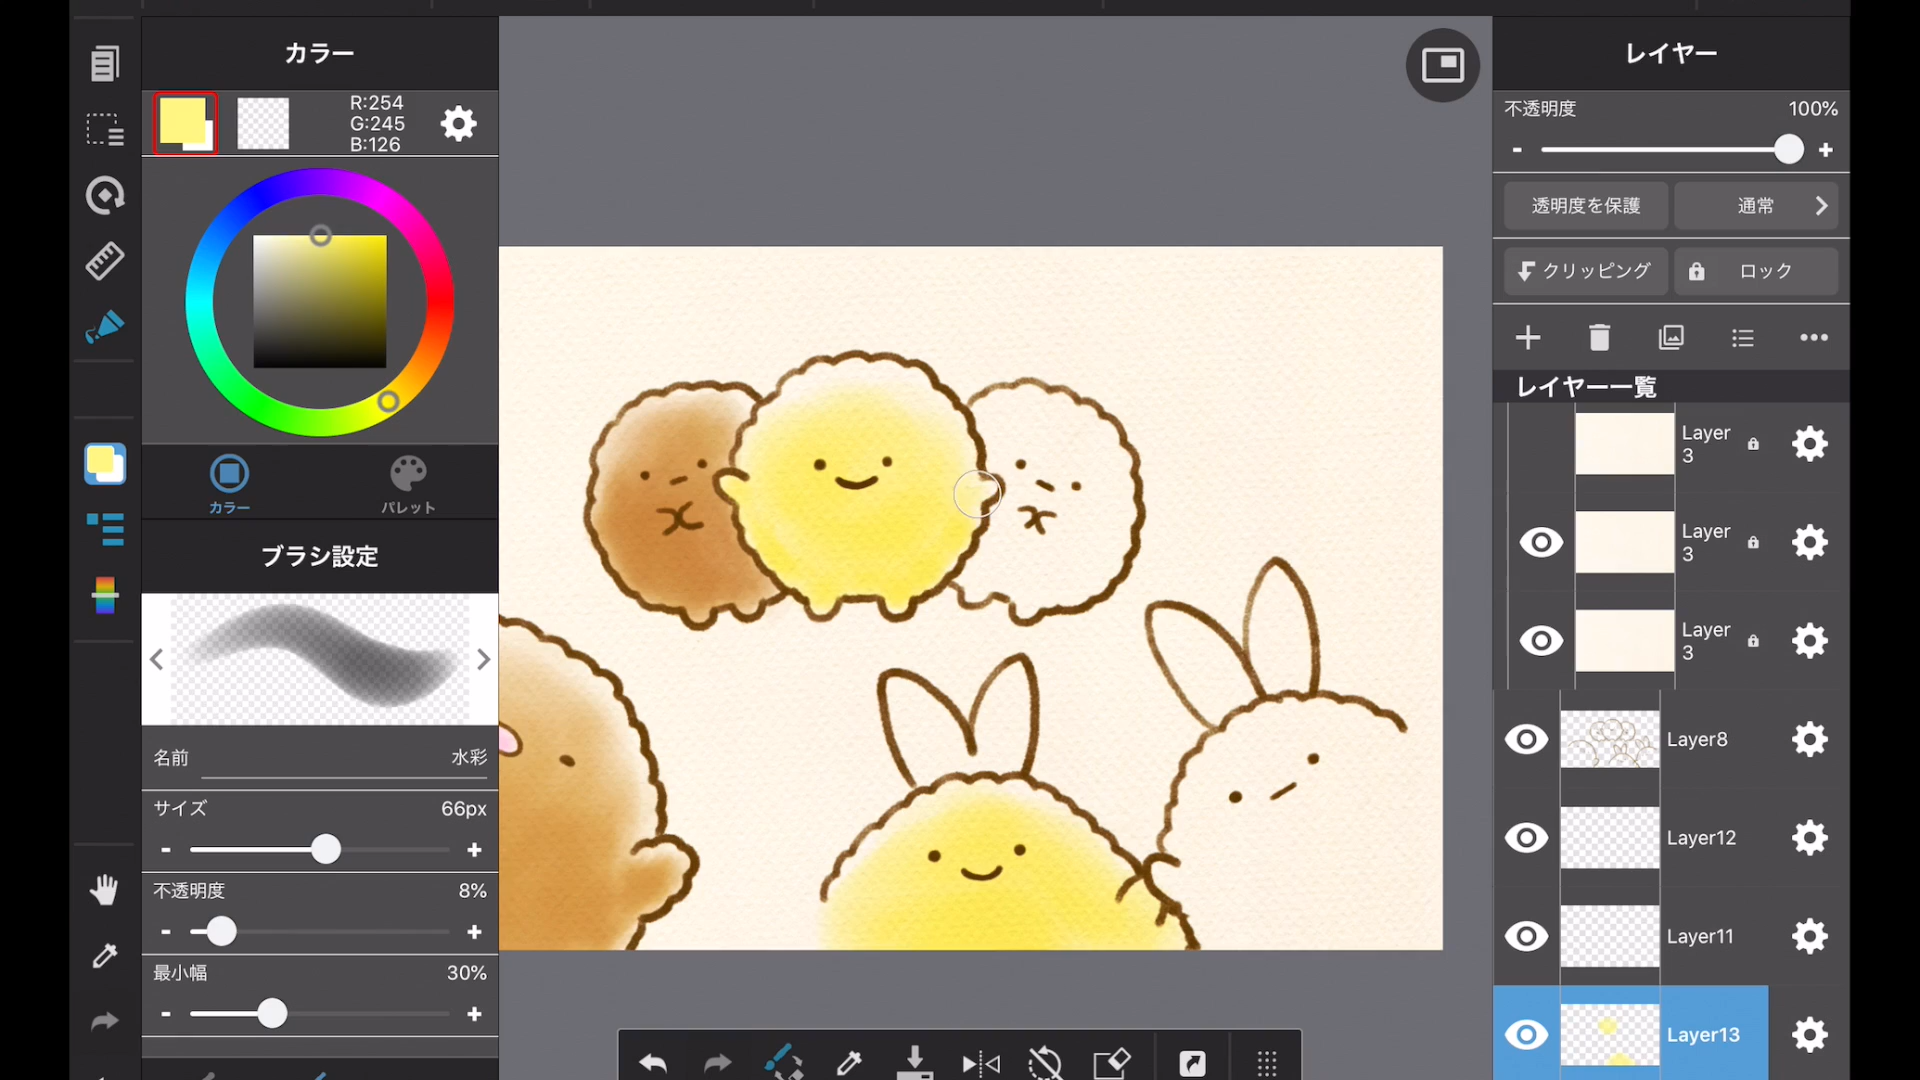 カラー
R:254
G:245
B:126
カラー
パレット
ブラシ設定
名前
水彩
サイズ
66px
-
+
不透明度
8%
-
+
最小幅
30%
-
+
レイヤー
不透明度
100%
-
+
透明度を保護
通常
クリッピング
ロック
レイヤー一覧
Layer
3
Layer
3
Layer
3
Layer8
Layer12
Layer11
Layer13